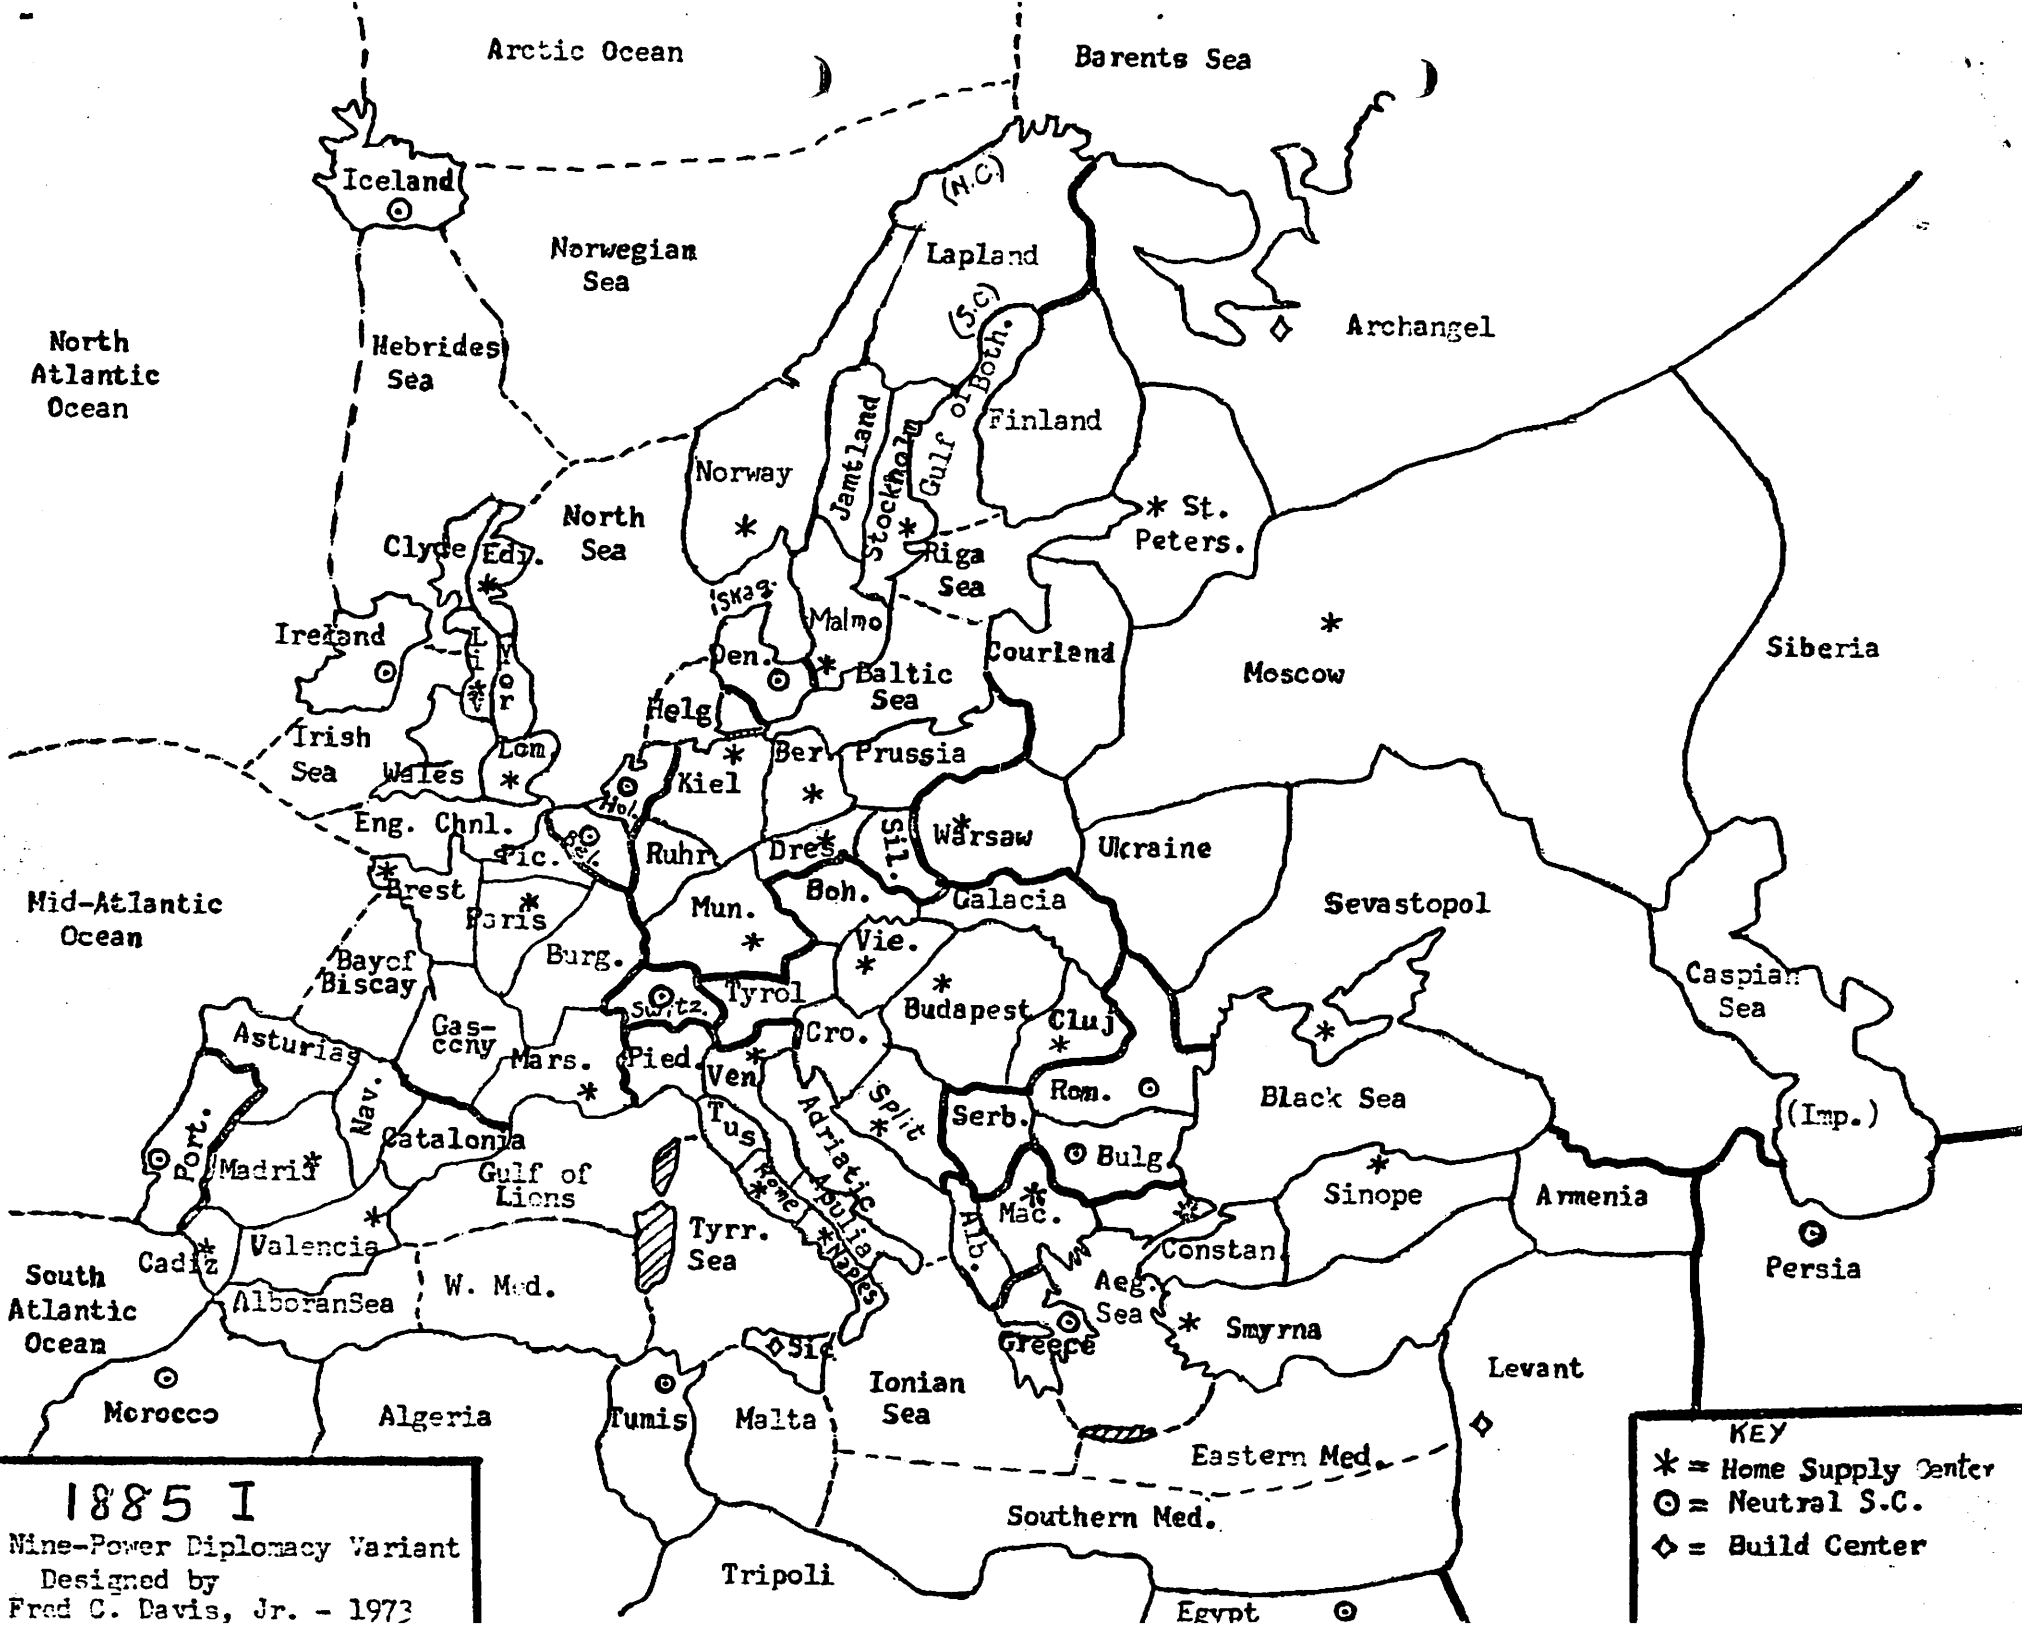 Arctic Ocean
Barents Sea
Iceland
(N.C.)
Norwegian
Sea
Lapland
(S.C.)
North
Atlantic
Ocean
Hebrides
Sea
Archangel
Gulf of Both.
Finland
Norway
Jamtland
Stockholm
North
Sea
St.
Peters.
Clyde
Edi.
Riga
Sea
Skag.
Malmo
Ireland
Liv
Yor
Den.
Courland
Moscow
Siberia
Baltic
Sea
Helg
Irish
Sea
Wales
Lon
Kiel
Ber.
Prussia
Hol.
Eng. Chnl.
Bel.
Pic.
Ruhr
Dres.
Sil.
Warsaw
Ukraine
Brest
Paris
Mun.
Boh.
Galacia
Sevastopol
Mid-Atlantic
Ocean
Burg.
Vie.
Bay of
Biscay
Switz.
Tyrol
Budapest
Cluj
Caspian
Sea
Asturias
Gas-
cony
Mars.
Pied.
Ven
Cro.
Rom.
Black Sea
(Imp.)
Nav.
Port.
Catalonia
Tus
Adriatic
Split
Serb.
Bulg.
Madrid
Gulf of
Lions
Rome
Apulia
Mac.
Sinope
Armenia
Cadiz
Valencia
Tyrr.
Sea
Naples
Alb.
Constan.
Persia
South
Atlantic
Ocean
Alboran Sea
W. Med.
Aeg.
Sea
Smyrna
Greece
Sic
Levant
Morocco
Algeria
Tunis
Malta
Ionian
Sea
Eastern Med.
Southern Med.
Tripoli
Egypt
KEY
* = Home Supply Center
⊙ = Neutral S.C.
◇ = Build Center
1885 I
Nine-Power Diplomacy Variant
Designed by
Fred C. Davis, Jr. - 1973